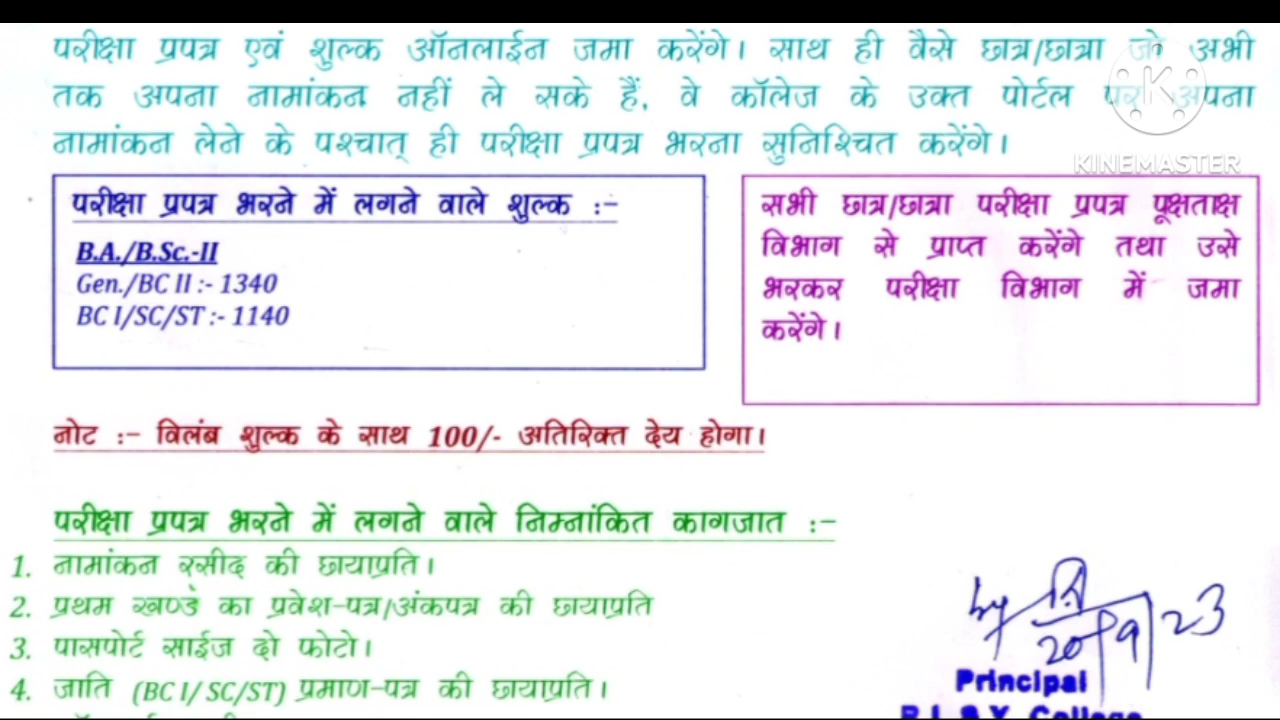 परीक्षा प्रपत्र एवं शुल्क ऑनलाईन जमा करेंगे। साथ ही वैसे छात्र/छात्रा जो अभी
तक अपना नामांकन नहीं ले सके हैं, वे कॉलेज के उक्त पोर्टल पर अपना
नामांकन लेने के पश्चात् ही परीक्षा प्रपत्र भरना सुनिश्चित करेंगे।
KINEMASTER
परीक्षा प्रपत्र भरने में लगने वाले शुल्क :-
B.A./B.Sc.-II
Gen./BC II :- 1340
BC I/SC/ST :- 1140
सभी छात्र/छात्रा परीक्षा प्रपत्र पूक्षताक्ष
विभाग से प्राप्त करेंगे तथा उसे
भरकर परीक्षा विभाग में जमा
करेंगे।
नोट :- विलंब शुल्क के साथ 100/- अतिरिक्त देय होगा।
परीक्षा प्रपत्र भरने में लगने वाले निम्नांकित कागजात :-
1. नामांकन रसीद की छायाप्रति।
2. प्रथम खण्ड का प्रवेश-पत्र/अंकपत्र की छायाप्रति
3. पासपोर्ट साईज दो फोटो।
4. जाति (BC I/ SC/ST) प्रमाण-पत्र की छायाप्रति।
20/9/23
Principal
College